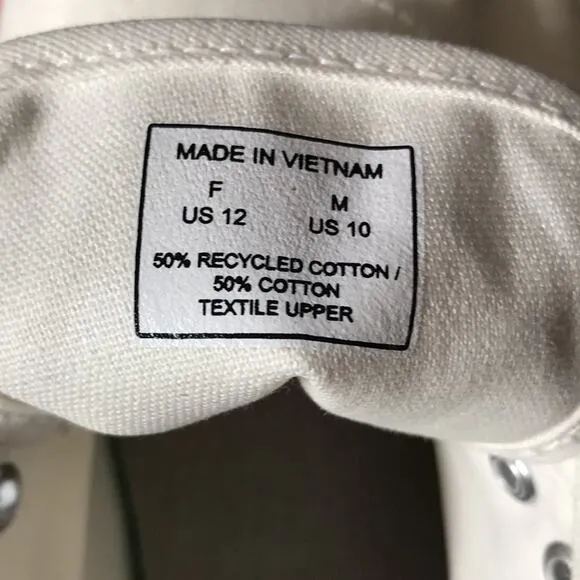 MADE IN VIETNAM
F M
US 12 US 10
50% RECYCLED COTTON /
50% COTTON
TEXTILE UPPER